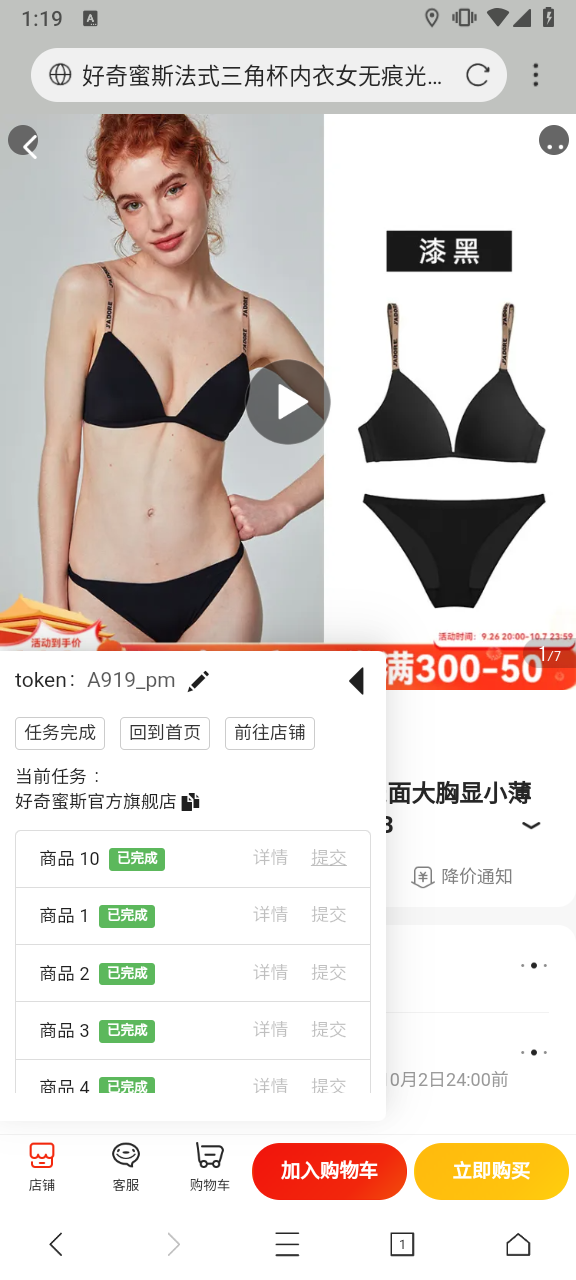 1:19
A
好奇蜜斯法式三角杯内衣女无痕光...
漆黑
J'ADORE
J'ADORE
J'ADORE
J'ADORE
活动时间：9.26 20:00-10.7 23:59
活动到手价
满300-50
1/7
token： A919_pm
任务完成
回到首页
前往店铺
当前任务：
好奇蜜斯官方旗舰店
面大胸显小薄
商品 10 已完成 详情 提交
降价通知
商品 1 已完成 详情 提交
商品 2 已完成 详情 提交
商品 3 已完成 详情 提交
商品 4 已完成 详情 提交
0月2日24:00前
店铺
客服
购物车
加入购物车
立即购买
1